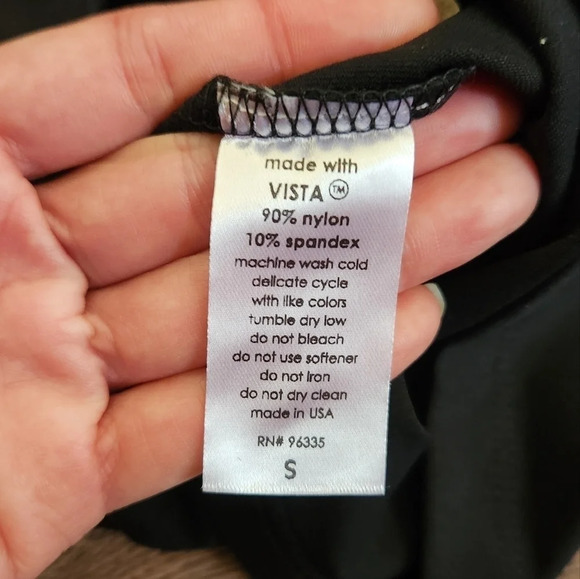 made with
VISTA™
90% nylon
10% spandex
machine wash cold
delicate cycle
with like colors
tumble dry low
do not bleach
do not use softener
do not iron
do not dry clean
made in USA
RN# 96335
S